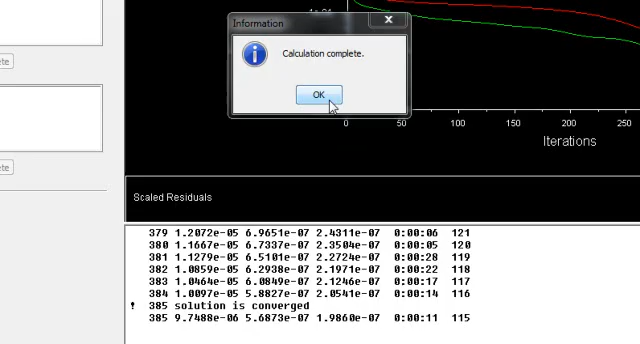 Information
Calculation complete.
OK
0 50 100 150 200 250
Iterations
Scaled Residuals
379 1.2072e-05 6.9651e-07 2.4311e-07 0:00:06 121
380 1.1667e-05 6.7337e-07 2.3504e-07 0:00:05 120
381 1.1279e-05 6.5101e-07 2.2724e-07 0:00:28 119
382 1.0859e-05 6.2930e-07 2.1971e-07 0:00:22 118
383 1.0464e-05 6.0849e-07 2.1246e-07 0:00:17 117
384 1.0097e-05 5.8827e-07 2.0541e-07 0:00:14 116
! 385 solution is converged
385 9.7488e-06 5.6873e-07 1.9860e-07 0:00:11 115